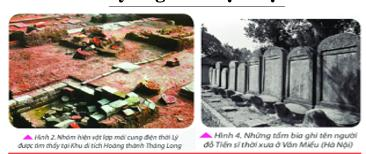 Hình 2. Nhóm hiện vật lợp mái cung điện thời Lý
được tìm thấy tại Khu di tích Hoàng thành Thăng Long
Hình 4. Những tấm bia ghi tên người
đỗ Tiến sĩ thời xưa ở Văn Miếu (Hà Nội)